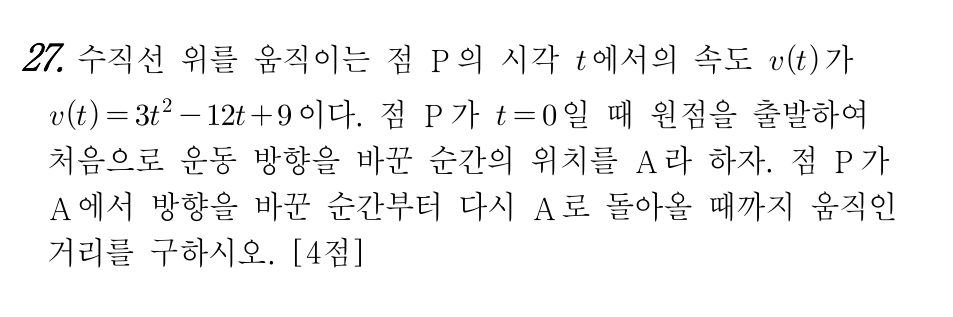 27. 수직선 위를 움직이는 점 P의 시각 t에서의 속도 v(t)가
v(t)=3t²-12t+9이다. 점 P가 t=0일 때 원점을 출발하여
처음으로 운동 방향을 바꾼 순간의 위치를 A라 하자. 점 P가
A에서 방향을 바꾼 순간부터 다시 A로 돌아올 때까지 움직인
거리를 구하시오. [4점]